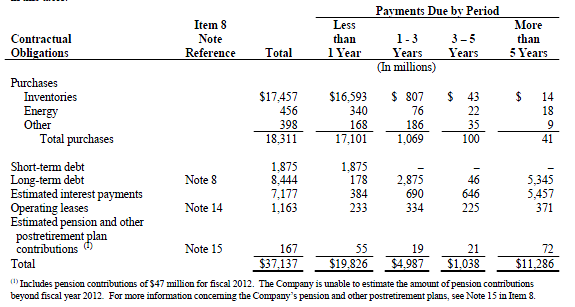 Payments Due by Period
Item 8 Less More
Contractual Note than 1 - 3 3 – 5 than
Obligations Reference Total 1 Year Years Years 5 Years
(In millions)
Purchases
Inventories $17,457 $16,593 $ 807 $ 43 $ 14
Energy 456 340 76 22 18
Other 398 168 186 35 9
Total purchases 18,311 17,101 1,069 100 41
Short-term debt 1,875 1,875 – – –
Long-term debt Note 8 8,444 178 2,875 46 5,345
Estimated interest payments 7,177 384 690 646 5,457
Operating leases Note 14 1,163 233 334 225 371
Estimated pension and other
postretirement plan
contributions (1) Note 15 167 55 19 21 72
Total $37,137 $19,826 $4,987 $1,038 $11,286
(1) Includes pension contributions of $47 million for fiscal 2012. The Company is unable to estimate the amount of pension contributions
beyond fiscal year 2012. For more information concerning the Company's pension and other postretirement plans, see Note 15 in Item 8.